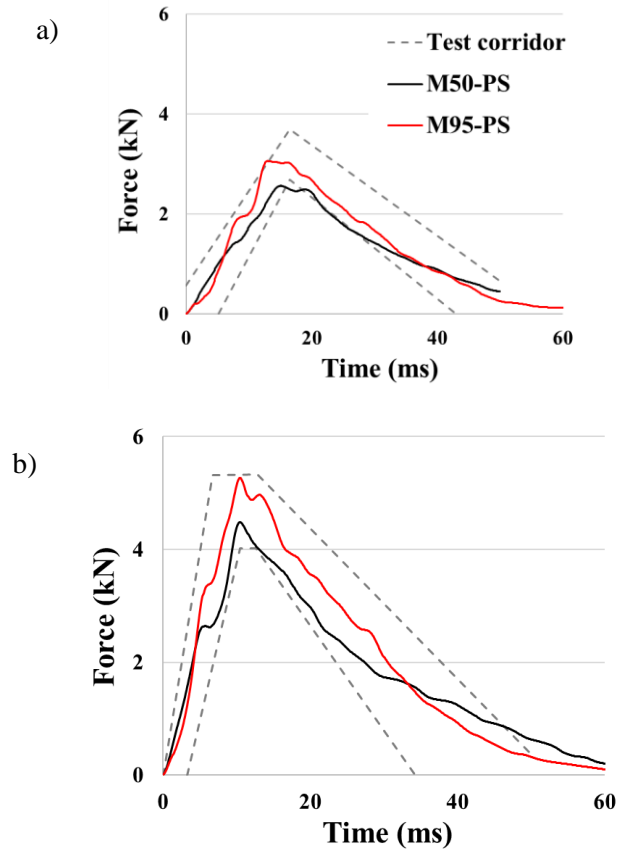 a)
6
4
2
0
Force (kN)
Test corridor
M50-PS
M95-PS
0 20 40 60
Time (ms)
b)
6
4
2
0
Force (kN)
0 20 40 60
Time (ms)